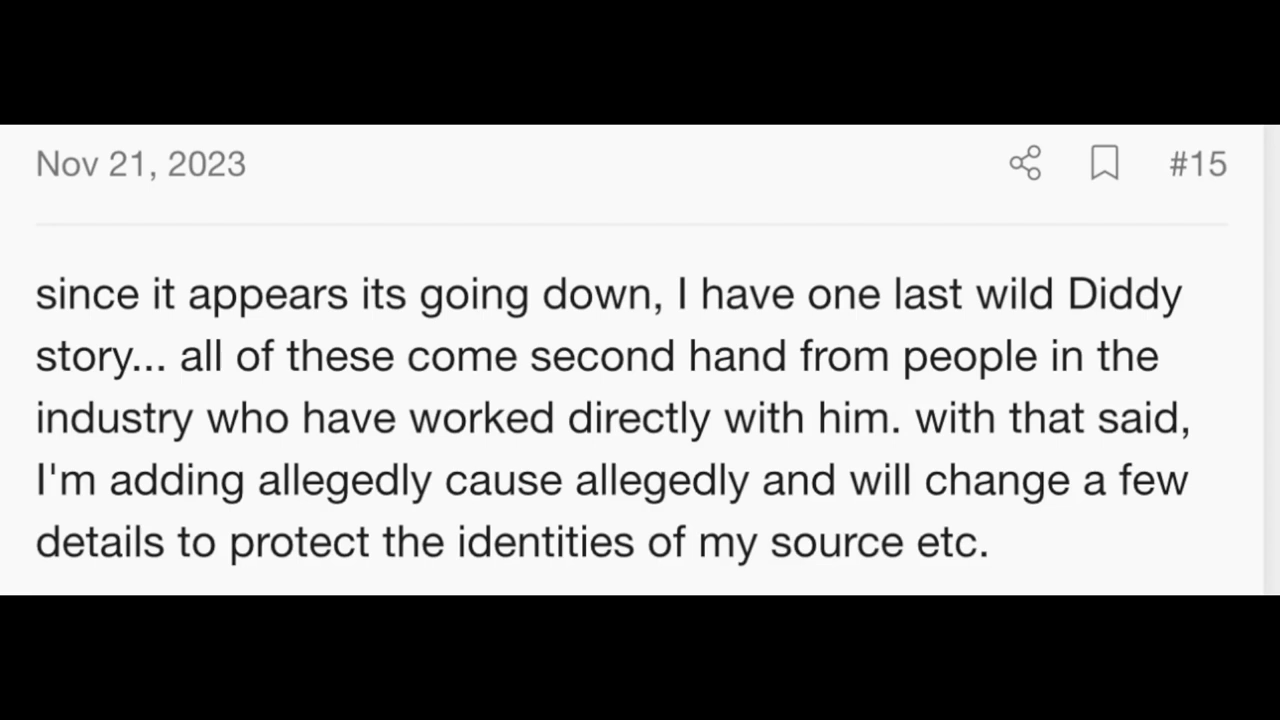 Nov 21, 2023 #15
since it appears its going down, I have one last wild Diddy
story... all of these come second hand from people in the
industry who have worked directly with him. with that said,
I'm adding allegedly cause allegedly and will change a few
details to protect the identities of my source etc.